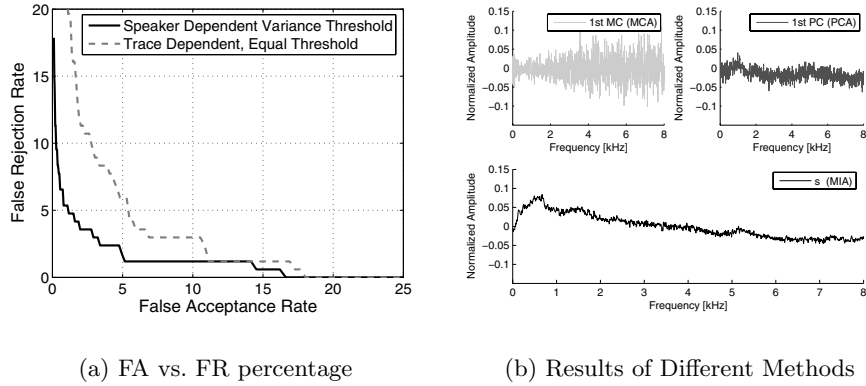 20
15
10
5
0
0 5 10 15 20 25
False Rejection Rate
False Acceptance Rate
Speaker Dependent Variance Threshold
Trace Dependent, Equal Threshold
(a) FA vs. FR percentage
0.15
0.1
0.05
0
−0.05
−0.1
Normalized Amplitude
1st MC (MCA)
0 2 4 6 8
Frequency [kHz]
0.15
0.1
0.05
0
−0.05
−0.1
Normalized Amplitude
1st PC (PCA)
0 2 4 6 8
Frequency [kHz]
0.15
0.1
0.05
0
−0.05
−0.1
Normalized Amplitude
s (MIA)
0 1 2 3 4 5 6 7 8
Frequency [kHz]
(b) Results of Different Methods